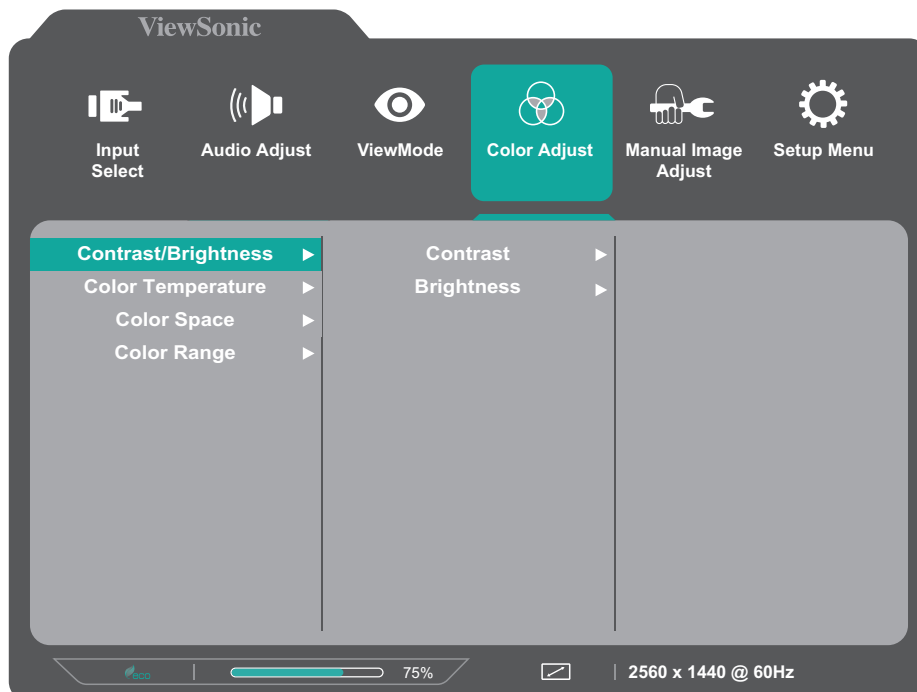 ViewSonic
Input
Select
Audio Adjust
ViewMode
Color Adjust
Manual Image
Adjust
Setup Menu
Contrast/Brightness
Color Temperature
Color Space
Color Range
Contrast
Brightness
eco
75%
2560 x 1440 @ 60Hz